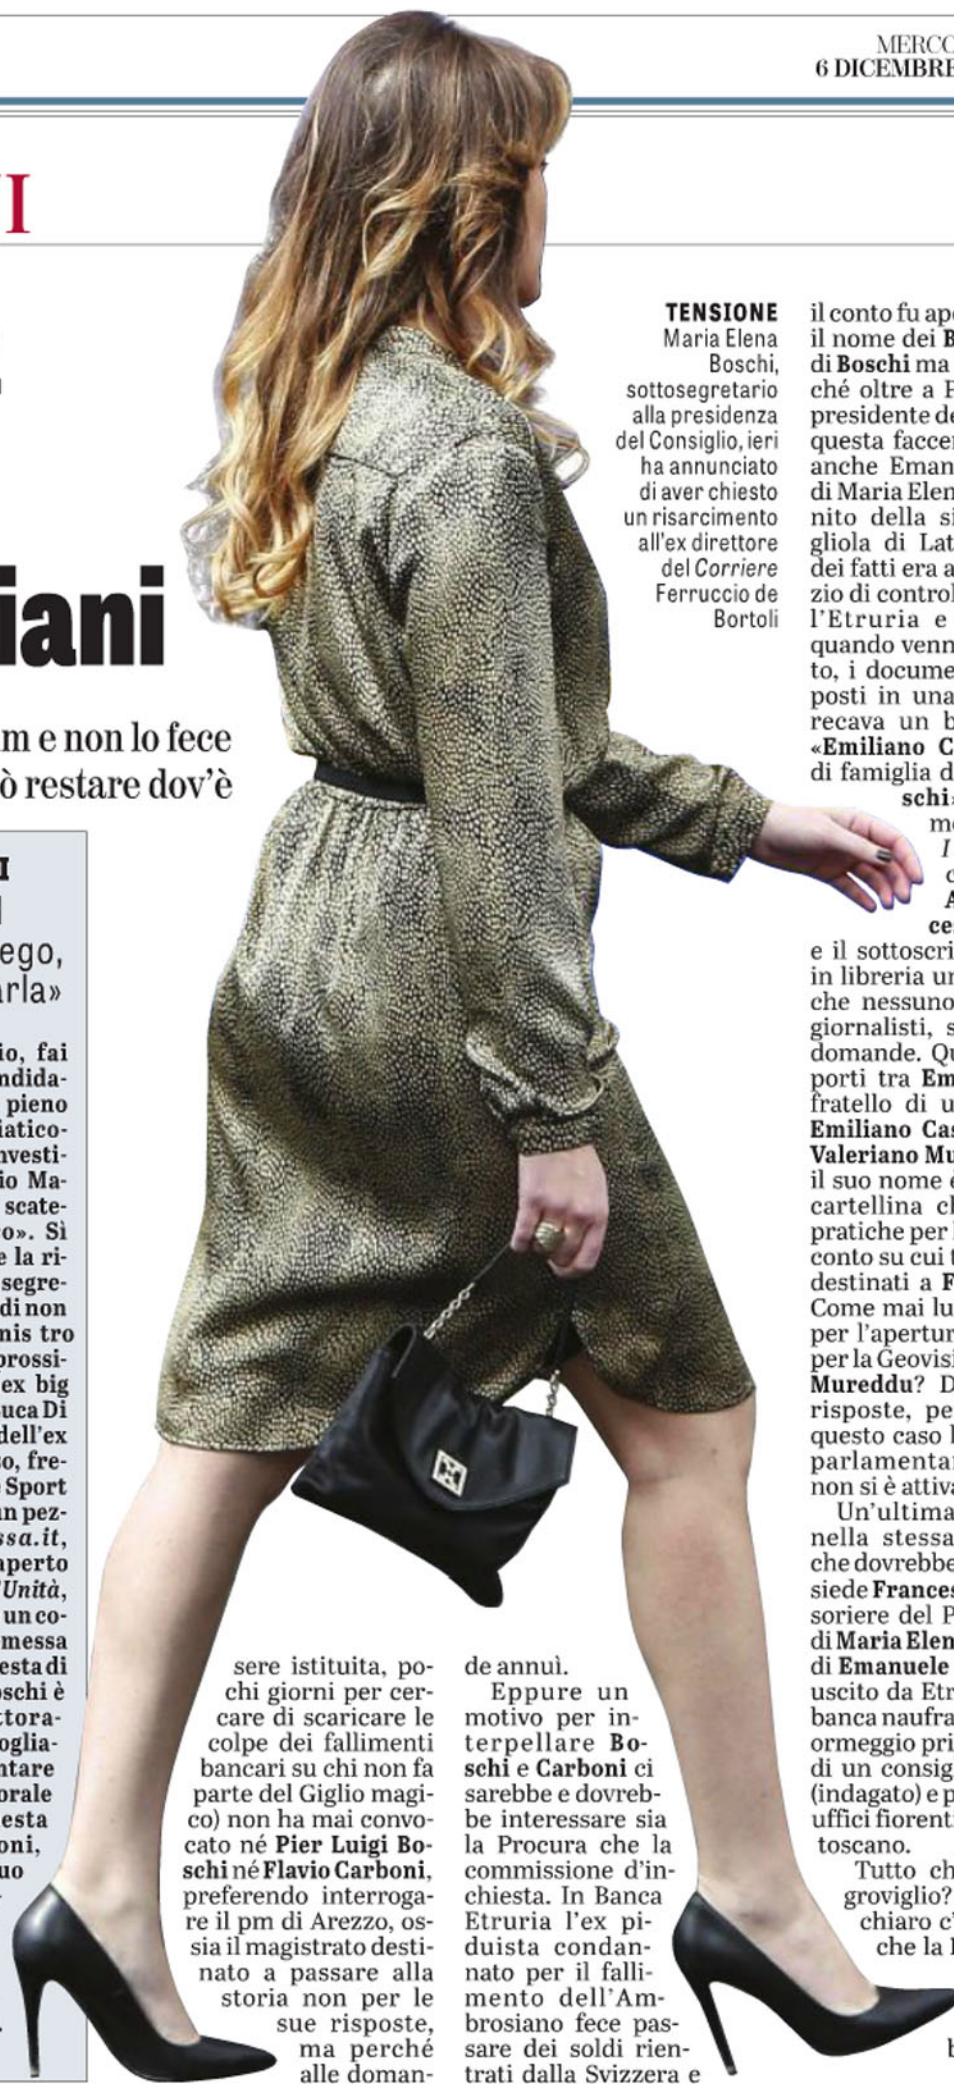 MERCO
6 DICEMBRE
I
iani
m e non lo fece
ò restare dov'è
I
ego,
arla»
io, fai
ndida-
pieno
iatico-
nvesti-
io Ma-
scate-
o». Sì
e la ri-
segre-
di non
nis tro
prossi-
ex big
uca Di
dell'ex
so, fre-
Sport
un pez-
ssa.it,
aperto
'Unità,
un co-
messa
esta di
oschi è
ttora-
oglia-
ntare
orale
esta
oni,
uo
TENSIONE
Maria Elena
Boschi,
sottosegretario
alla presidenza
del Consiglio, ieri
ha annunciato
di aver chiesto
un risarcimento
all'ex direttore
del Corriere
Ferruccio de
Bortoli
sere istituita, po-
chi giorni per cer-
care di scaricare le
colpe dei fallimenti
bancari su chi non fa
parte del Giglio magi-
co) non ha mai convo-
cato né Pier Luigi Bo-
schi né Flavio Carboni,
preferendo interroga-
re il pm di Arezzo, os-
sia il magistrato desti-
nato a passare alla
storia non per le
sue risposte,
ma perché
alle doman-
de annuì.
Eppure un
motivo per in-
terpellare Bo-
schi e Carboni ci
sarebbe e dovreb-
be interessare sia
la Procura che la
commissione d'in-
chiesta. In Banca
Etruria l'ex pi-
duista condan-
nato per il falli-
mento dell'Am-
brosiano fece pas-
sare dei soldi rien-
trati dalla Svizzera e
il conto fu ape
il nome dei B
di Boschi ma
ché oltre a P
presidente de
questa faccen
anche Eman
di Maria Elen
nito della si
gliola di Lat
dei fatti era a
zio di control
l'Etruria e
quando venn
to, i docume
posti in una
recava un b
«Emiliano C
di famiglia d
schi»
me
I
c
A
ces
e il sottoscri
in libreria un
che nessuno
giornalisti, s
domande. Qu
porti tra Em
fratello di u
Emiliano Cas
Valeriano Mu
il suo nome e
cartellina ch
pratiche per l
conto su cui t
destinati a F
Come mai lu
per l'apertur
per la Geovisi
Mureddu? D
risposte, pe
questo caso l
parlamentar
non si è attiva
Un'ultima
nella stessa
che dovrebbe
siede Frances
soriere del P
di Maria Elen
di Emanuele
uscito da Etr
banca naufra
ormeggio pri
di un consig
(indagato) e p
uffici fiorenti
toscano.
Tutto ch
groviglio?
chiaro c'
che la